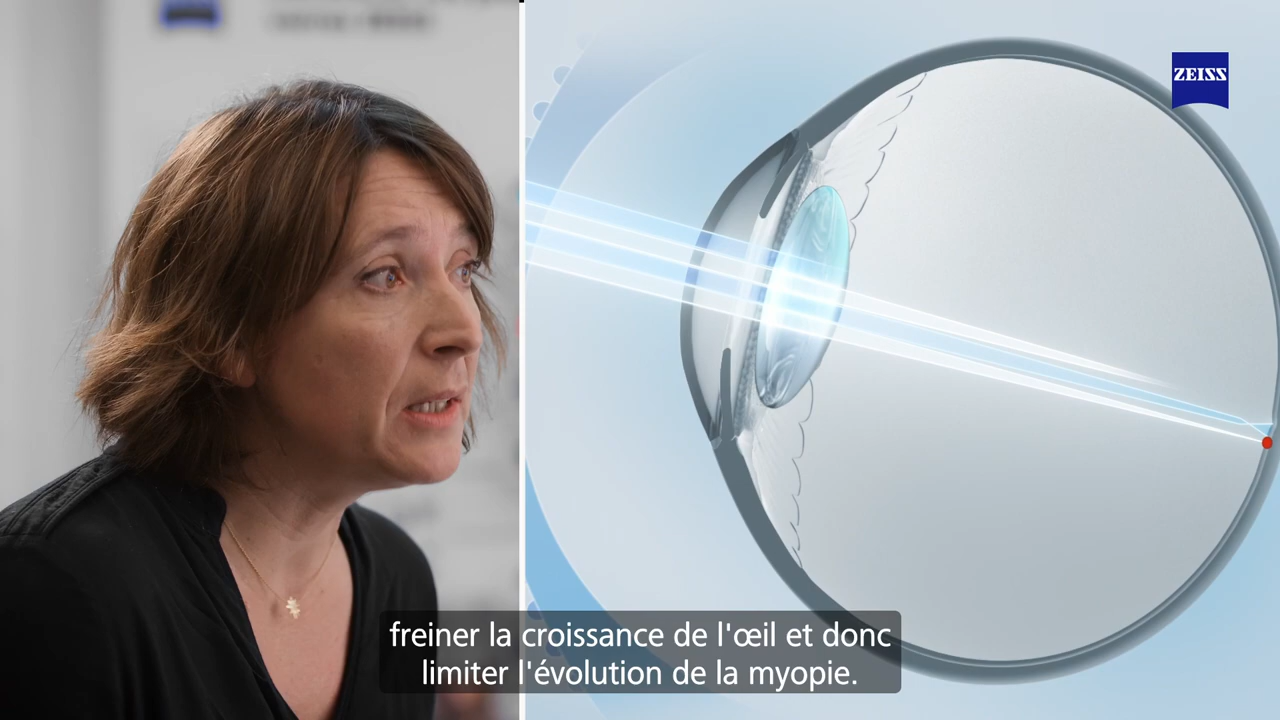 ZEISS
freiner la croissance de l'œil et donc
limiter l'évolution de la myopie.